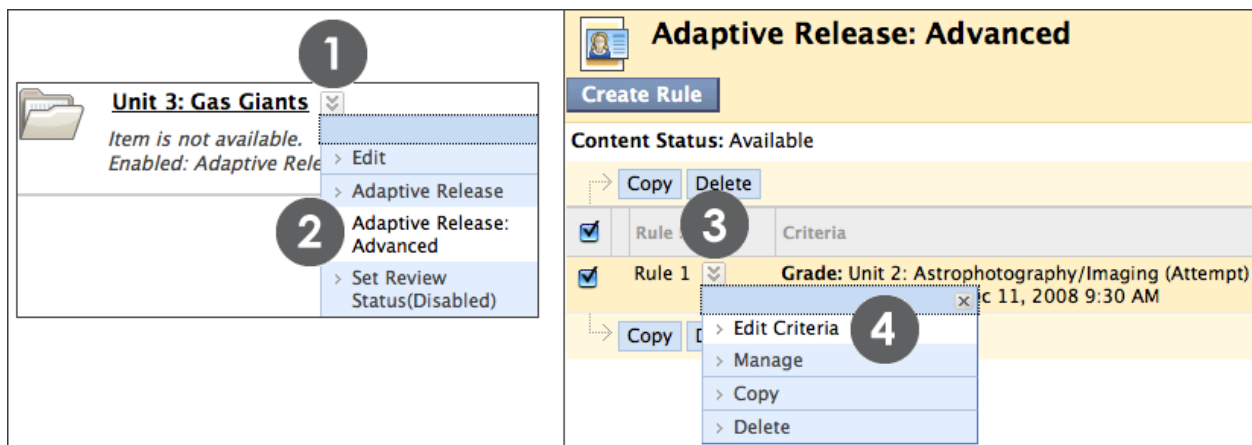 1
Unit 3: Gas Giants
Item is not available.
Enabled: Adaptive Rele
Edit
Adaptive Release
2
Adaptive Release:
Advanced
Set Review
Status(Disabled)
Adaptive Release: Advanced
Create Rule
Content Status: Available
Copy Delete
3
Rule Criteria
Rule 1 Grade: Unit 2: Astrophotography/Imaging (Attempt)
11, 2008 9:30 AM
Edit Criteria
4
Copy
Manage
Copy
Delete